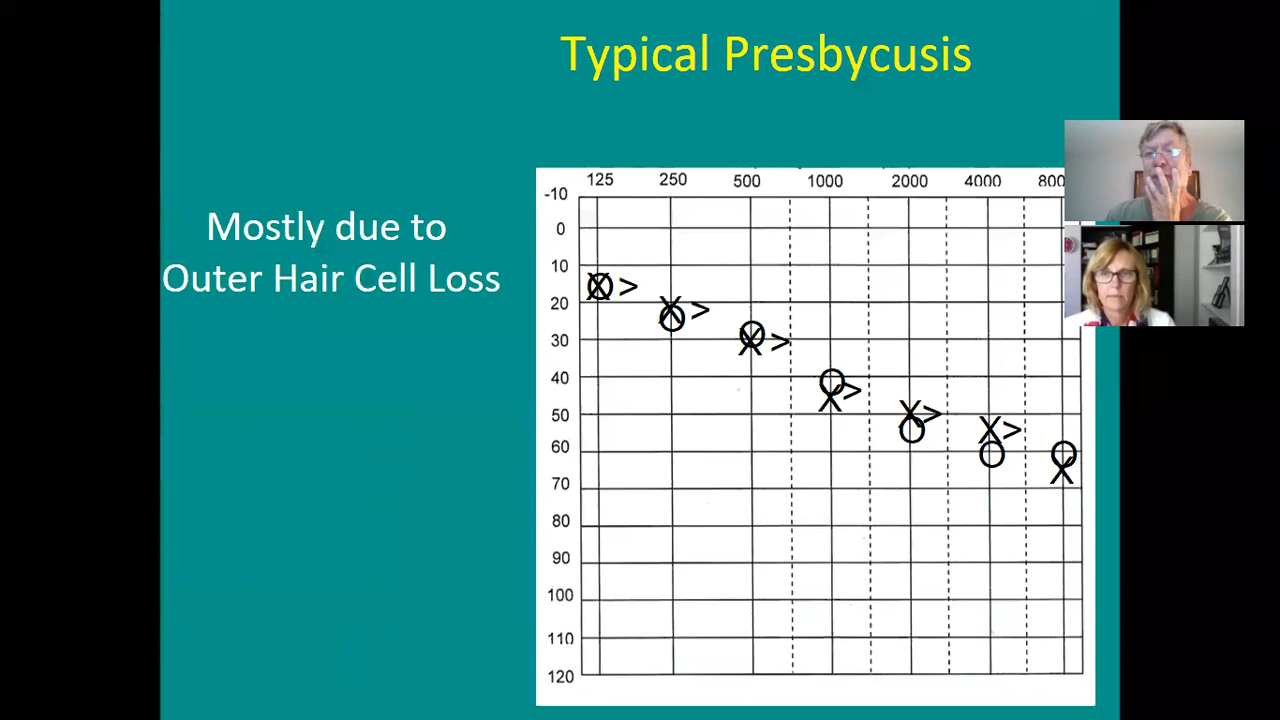 Typical Presbycusis
Mostly due to
Outer Hair Cell Loss
125 250 500 1000 2000 4000 800
-10
0
10
20
30
40
50
60
70
80
90
100
110
120
X O >
X O >
O X >
O X >
X O >
X O >
O X